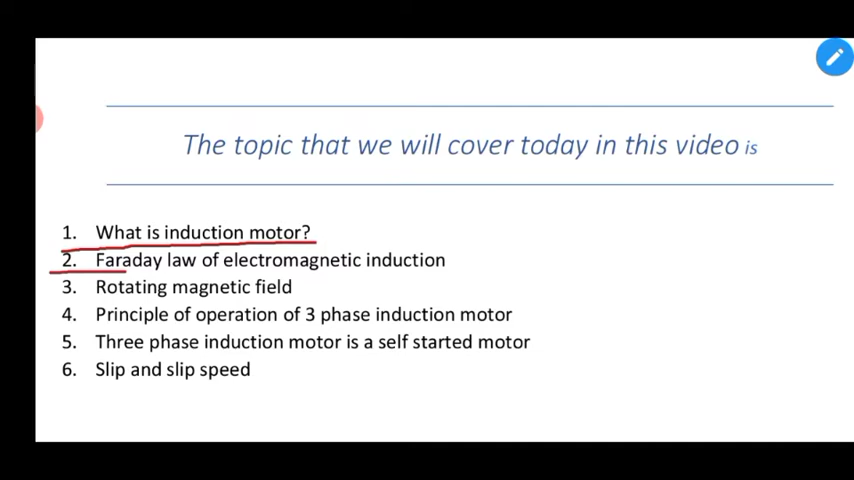 The topic that we will cover today in this video is
1. What is induction motor?
2. Faraday law of electromagnetic induction
3. Rotating magnetic field
4. Principle of operation of 3 phase induction motor
5. Three phase induction motor is a self started motor
6. Slip and slip speed